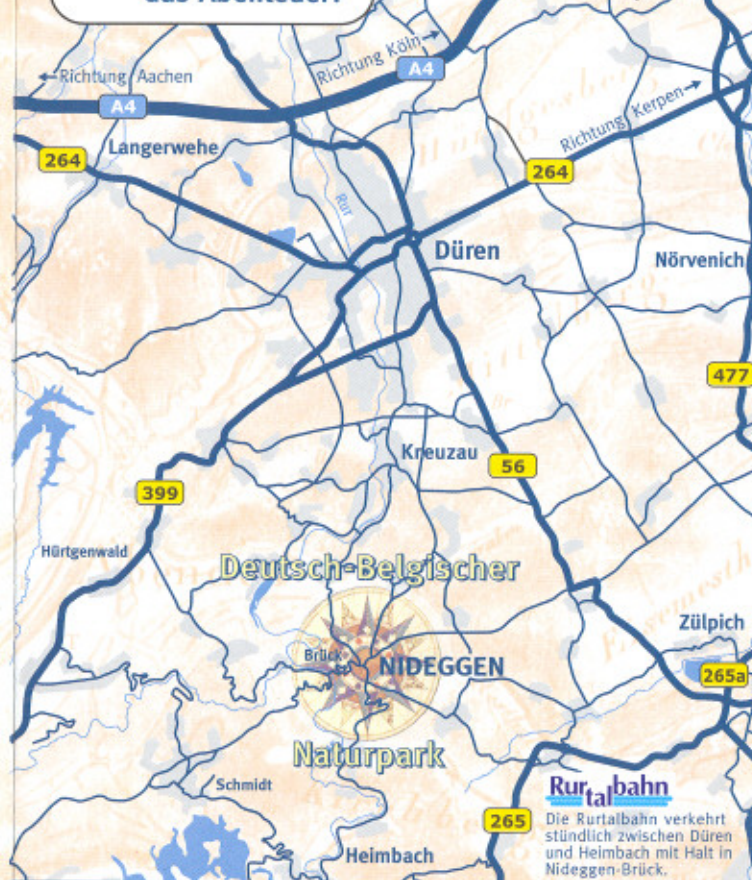 das Abenteuer!
Richtung Köln→
←Richtung Aachen
A4
A4
Richtung Kerpen→
Langerwehe
264
264
Rur
Düren
Nörvenich
477
Kreuzau
56
399
Hürtgenwald
Deutsch-Belgischer
Zülpich
Brück
NIDEGGEN
265a
Naturpark
Schmidt
Rurtalbahn
265
Die Rurtalbahn verkehrt
stündlich zwischen Düren
und Heimbach mit Halt in
Nideggen-Brück.
Heimbach